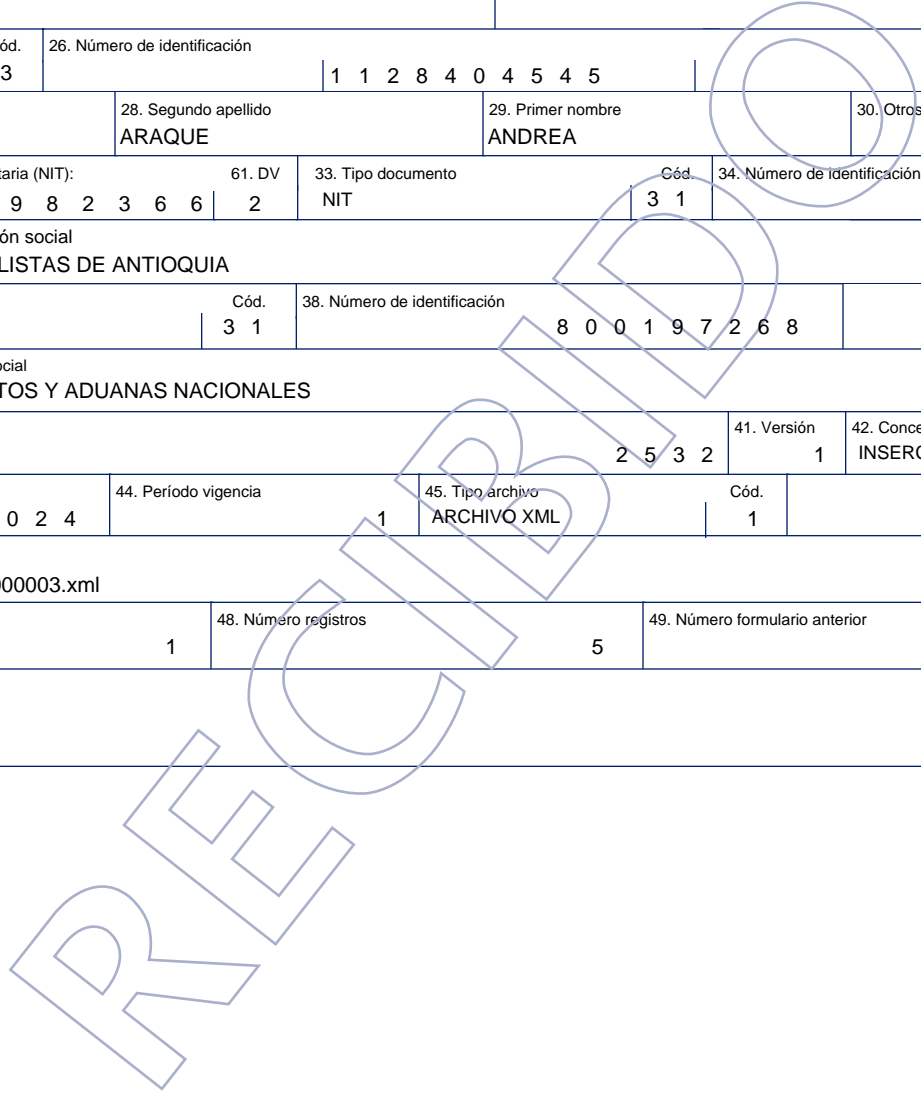 ód. 26. Número de identificación
3 1 1 2 8 4 0 4 5 4 5
28. Segundo apellido 29. Primer nombre 30. Otros
ARAQUE ANDREA
taria (NIT): 61. DV 33. Tipo documento Cód. 34. Número de identificación
9 8 2 3 6 6 2 NIT 3 1
ón social
LISTAS DE ANTIOQUIA
Cód. 38. Número de identificación
3 1 8 0 0 1 9 7 2 6 8
ocial
TOS Y ADUANAS NACIONALES
41. Versión 42. Conce
2 5 3 2 1 INSERC
44. Período vigencia 45. Tipo archivo Cód.
0 2 4 1 ARCHIVO XML 1
000003.xml
48. Número registros 49. Número formulario anterior
1 5
RECIBIDO